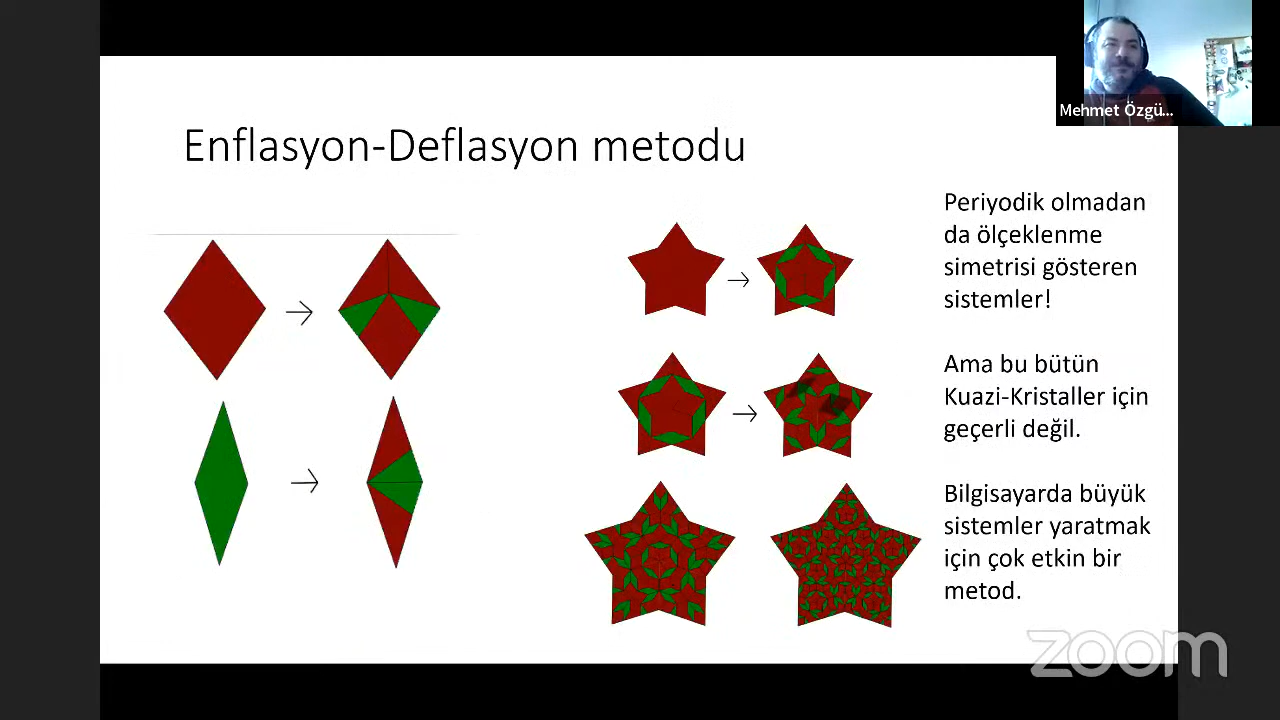 Mehmet Özgü...
Enflasyon-Deflasyon metodu
Periyodik olmadan
da ölçeklenme
simetrisi gösteren
sistemler!
Ama bu bütün
Kuazi-Kristaller için
geçerli değil.
Bilgisayarda büyük
sistemler yaratmak
için çok etkin bir
metod.
zoom